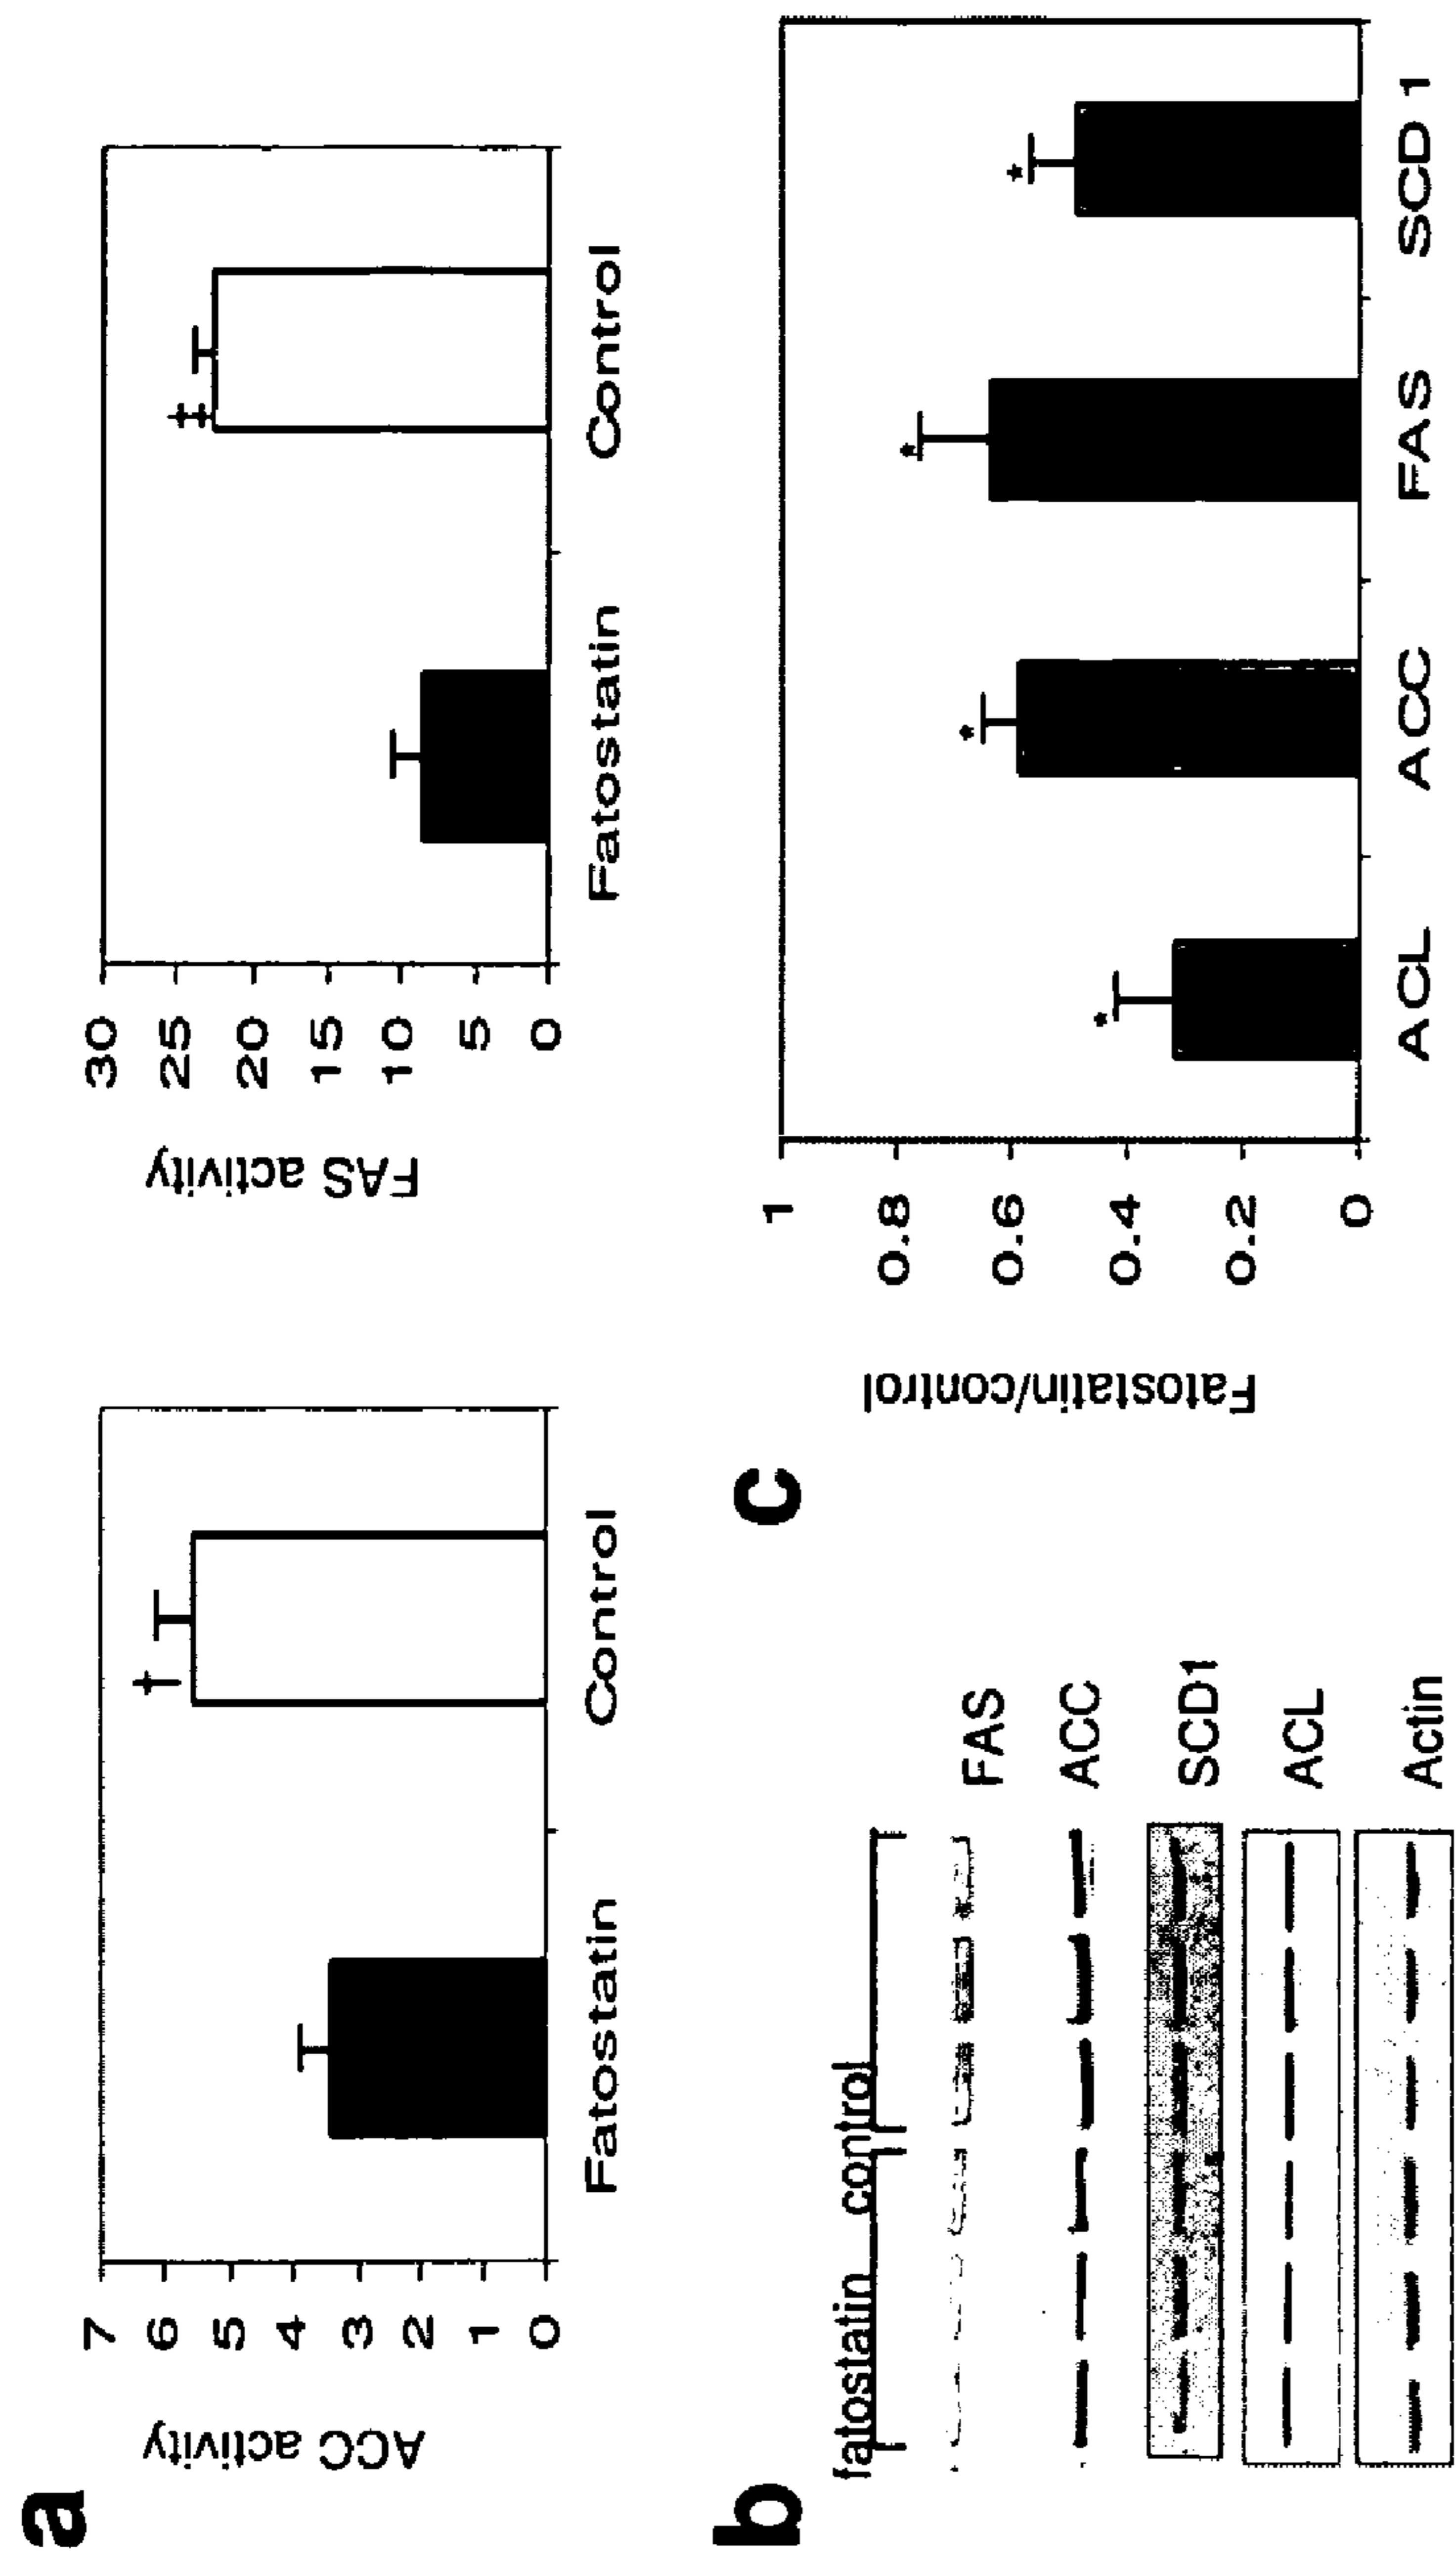 a
ACC activity
7
6
5
4
3
2
1
0
†
Fatostatin Control
FAS activity
30
25
20
15
10
5
0
‡
Fatostatin Control
b
fatostatin control
FAS
ACC
SCD1
ACL
Actin
c
Fatostatin/control
1
0.8
0.6
0.4
0.2
0
* * * *
ACL ACC FAS SCD 1